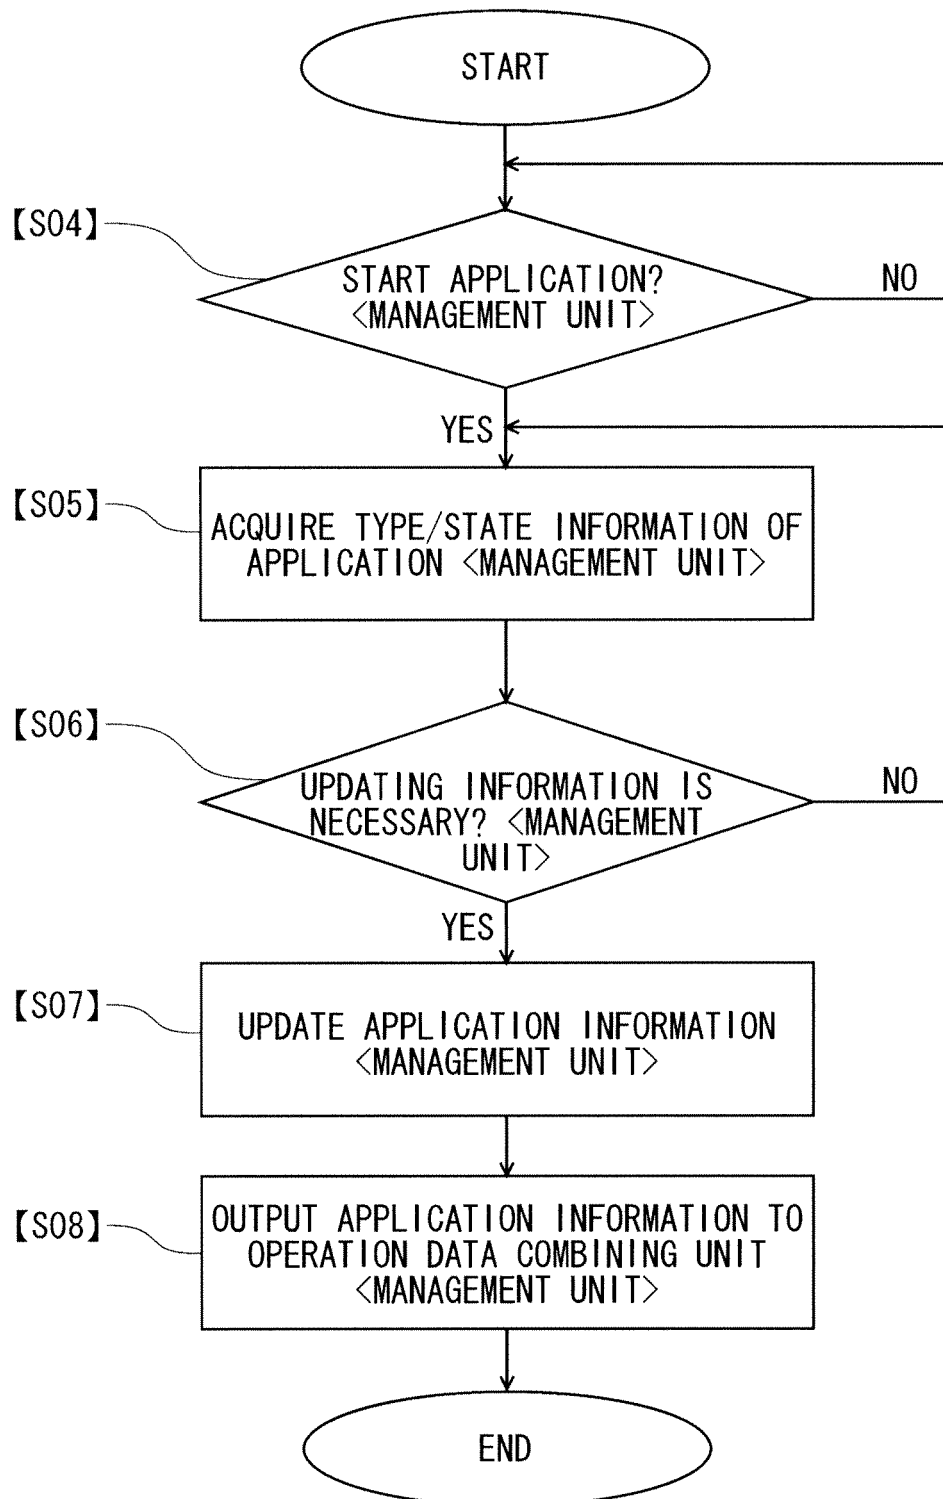 START
【S04】
START APPLICATION?
<MANAGEMENT UNIT>
NO
YES
【S05】
ACQUIRE TYPE/STATE INFORMATION OF
APPLICATION <MANAGEMENT UNIT>
【S06】
UPDATING INFORMATION IS
NECESSARY? <MANAGEMENT
UNIT>
NO
YES
【S07】
UPDATE APPLICATION INFORMATION
<MANAGEMENT UNIT>
【S08】
OUTPUT APPLICATION INFORMATION TO
OPERATION DATA COMBINING UNIT
<MANAGEMENT UNIT>
END